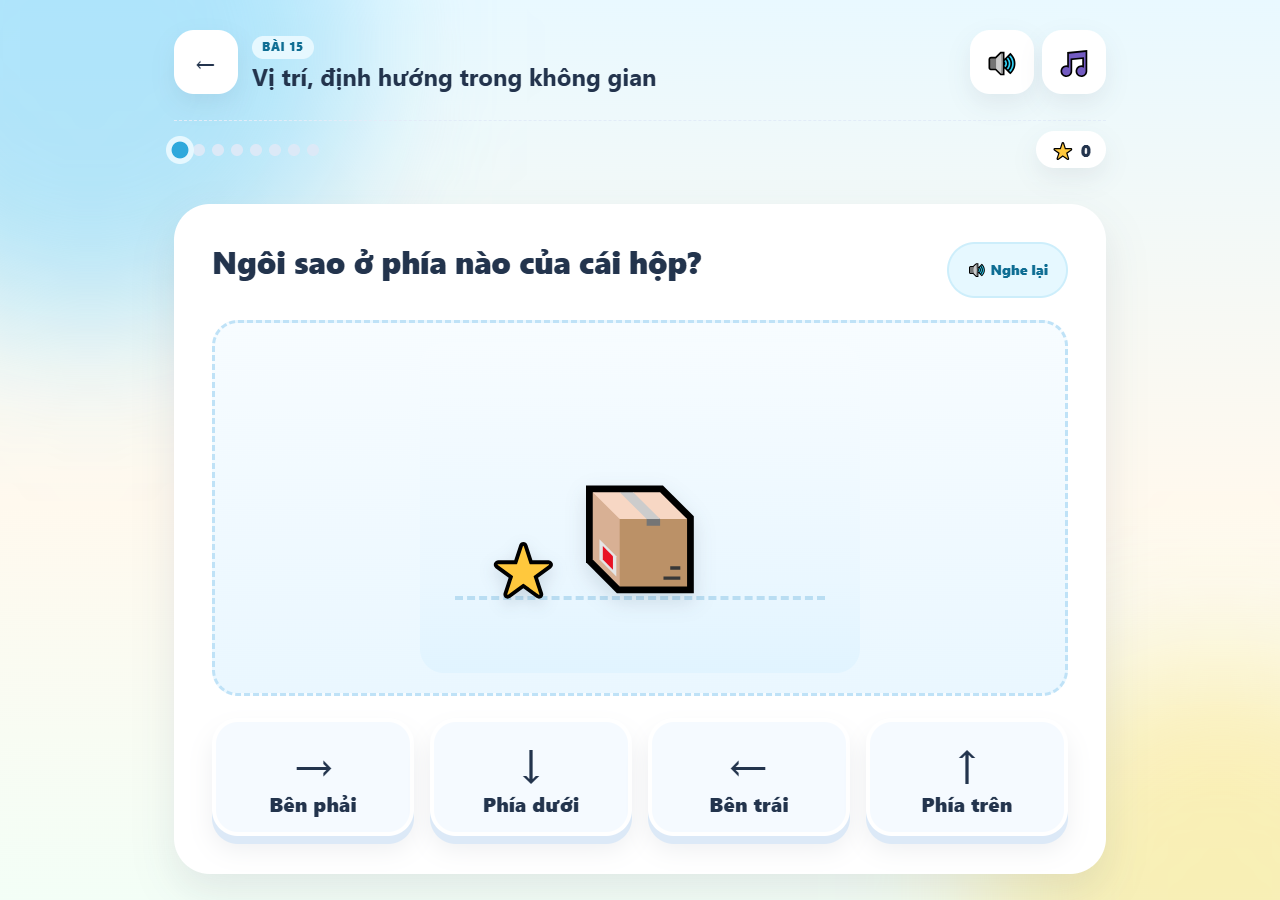 BÀI 15
Vị trí, định hướng trong không gian
0
Ngôi sao ở phía nào của cái hộp?
Nghe lại
Bên phải
Phía dưới
Bên trái
Phía trên